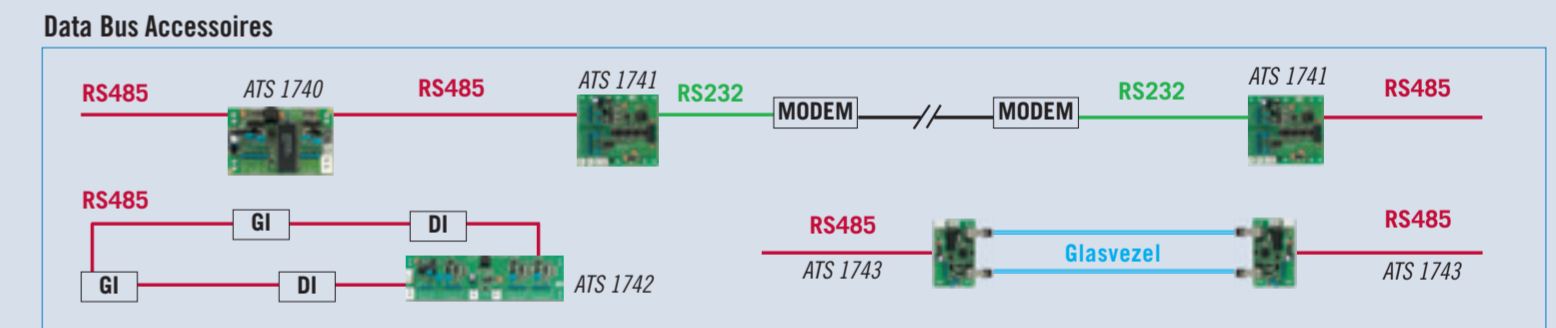 Data Bus Accessoires
RS485 ATS 1740 RS485 ATS 1741 RS232 MODEM MODEM RS232 ATS 1741 RS485
RS485
GI DI
GI DI ATS 1742
RS485 Glasvezel RS485
ATS 1743 ATS 1743